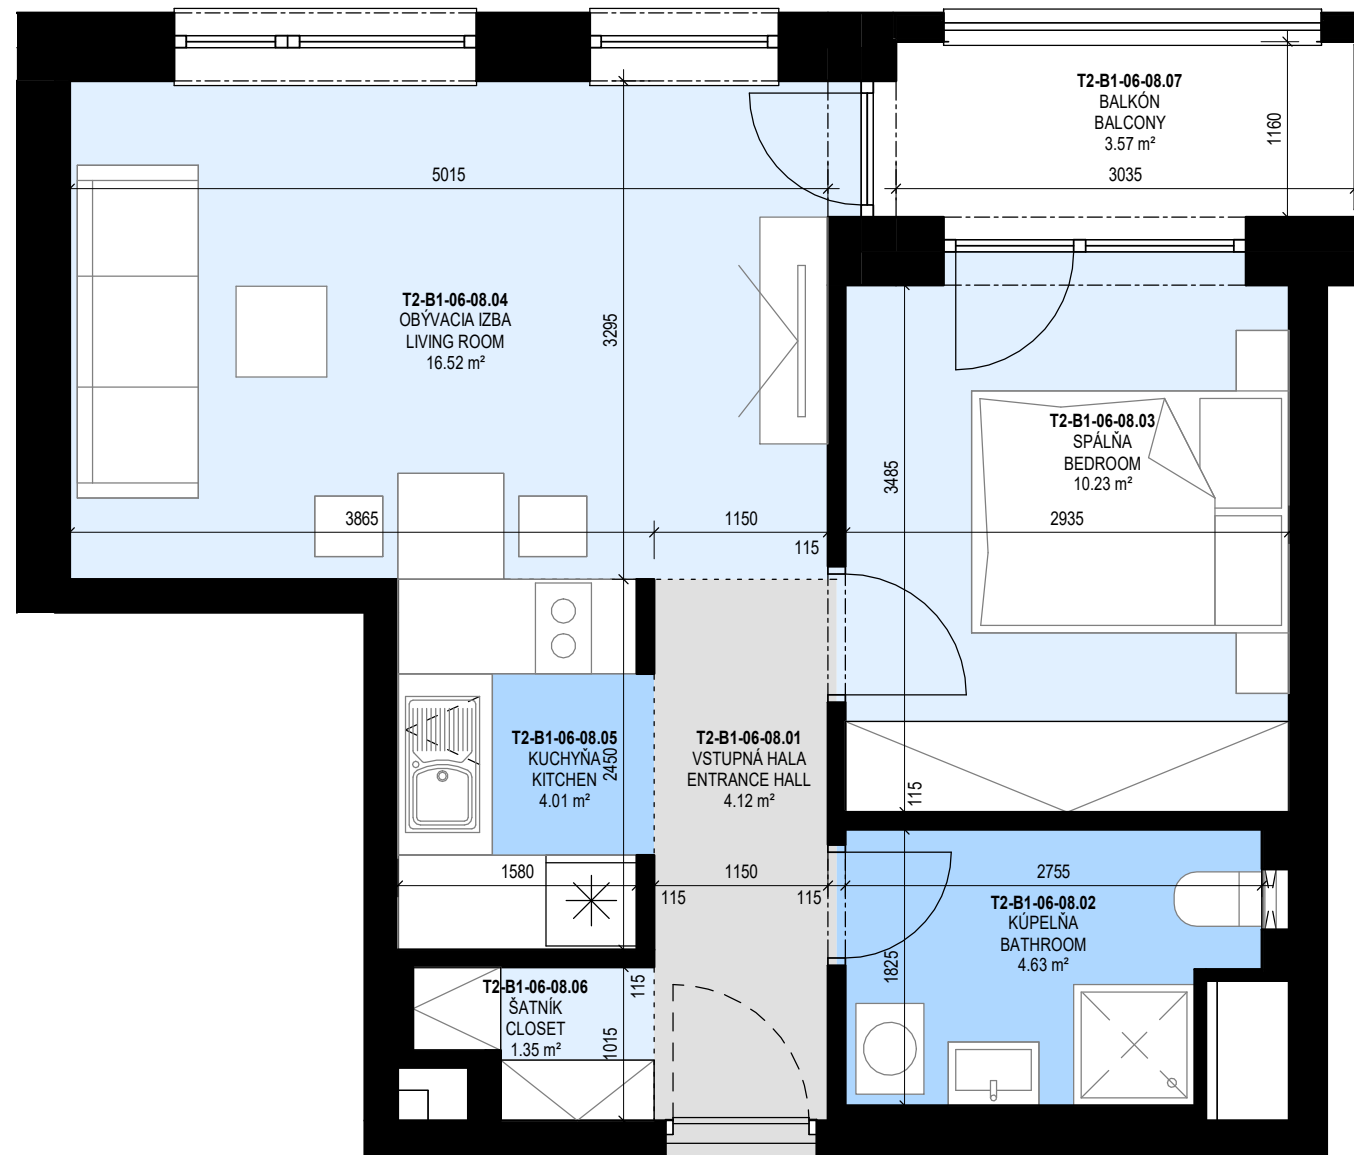 T2-B1-06-08.07
BALKÓN
BALCONY
3.57 m²
1160
3035
5015
T2-B1-06-08.04
OBÝVACIA IZBA
LIVING ROOM
16.52 m²
3295
T2-B1-06-08.03
SPÁLŇA
BEDROOM
10.23 m²
3485
3865
1150
115
2935
T2-B1-06-08.05
KUCHYŇA
KITCHEN
4.01 m²
2450
T2-B1-06-08.01
VSTUPNÁ HALA
ENTRANCE HALL
4.12 m²
115
1580
115
1150
115
2755
T2-B1-06-08.02
KÚPELŇA
BATHROOM
4.63 m²
1825
T2-B1-06-08.06
ŠATNÍK
CLOSET
1.35 m²
115
1015